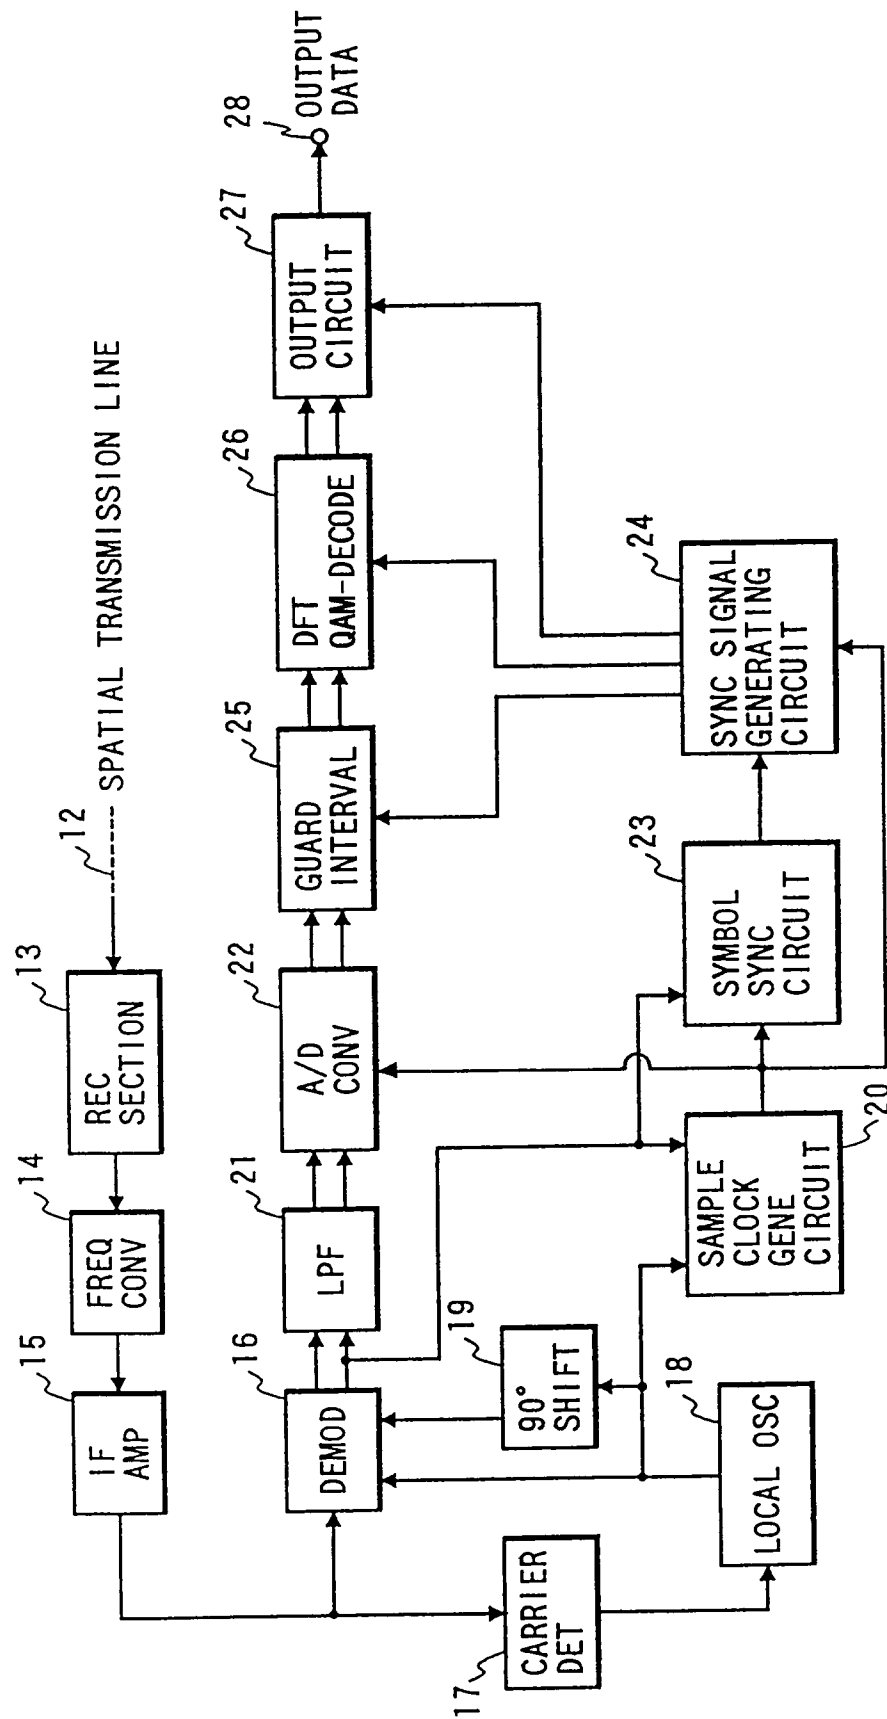 12
SPATIAL TRANSMISSION LINE
13
REC
SECTION
14
FREQ
CONV
15
IF
AMP
16
DEMOD
21
LPF
22
A/D
CONV
25
GUARD
INTERVAL
26
DFT
QAM-DECODE
27
OUTPUT
CIRCUIT
28
OUTPUT
DATA
17
CARRIER
DET
19
90°
SHIFT
18
LOCAL OSC
20
SAMPLE
CLOCK
GENE
CIRCUIT
23
SYMBOL
SYNC
CIRCUIT
24
SYNC SIGNAL
GENERATING
CIRCUIT